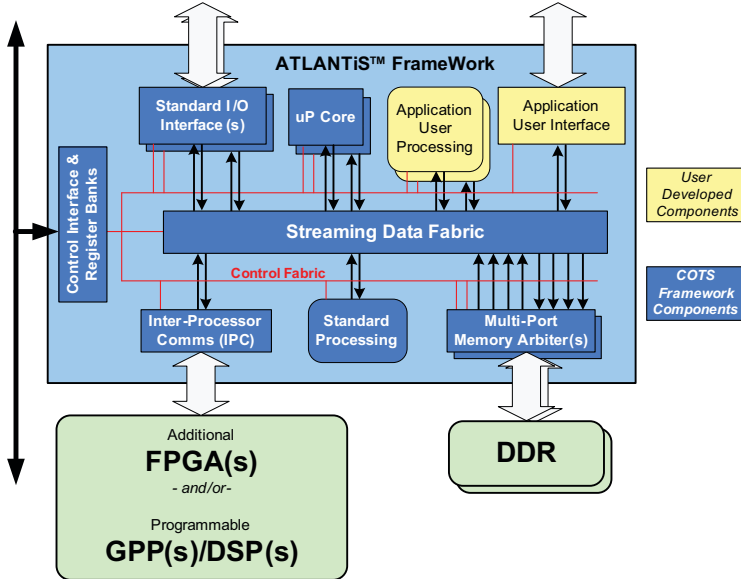 ATLANTiS™ FrameWork
Standard I/O
Interface (s)
uP Core
Application
User
Processing
Application
User Interface
Control Interface &
Register Banks
User
Developed
Components
Streaming Data Fabric
Control Fabric
COTS
Framework
Components
Inter-Processor
Comms (IPC)
Standard
Processing
Multi-Port
Memory Arbiter(s)
Additional
FPGA(s)
- and/or-
Programmable
GPP(s)/DSP(s)
DDR